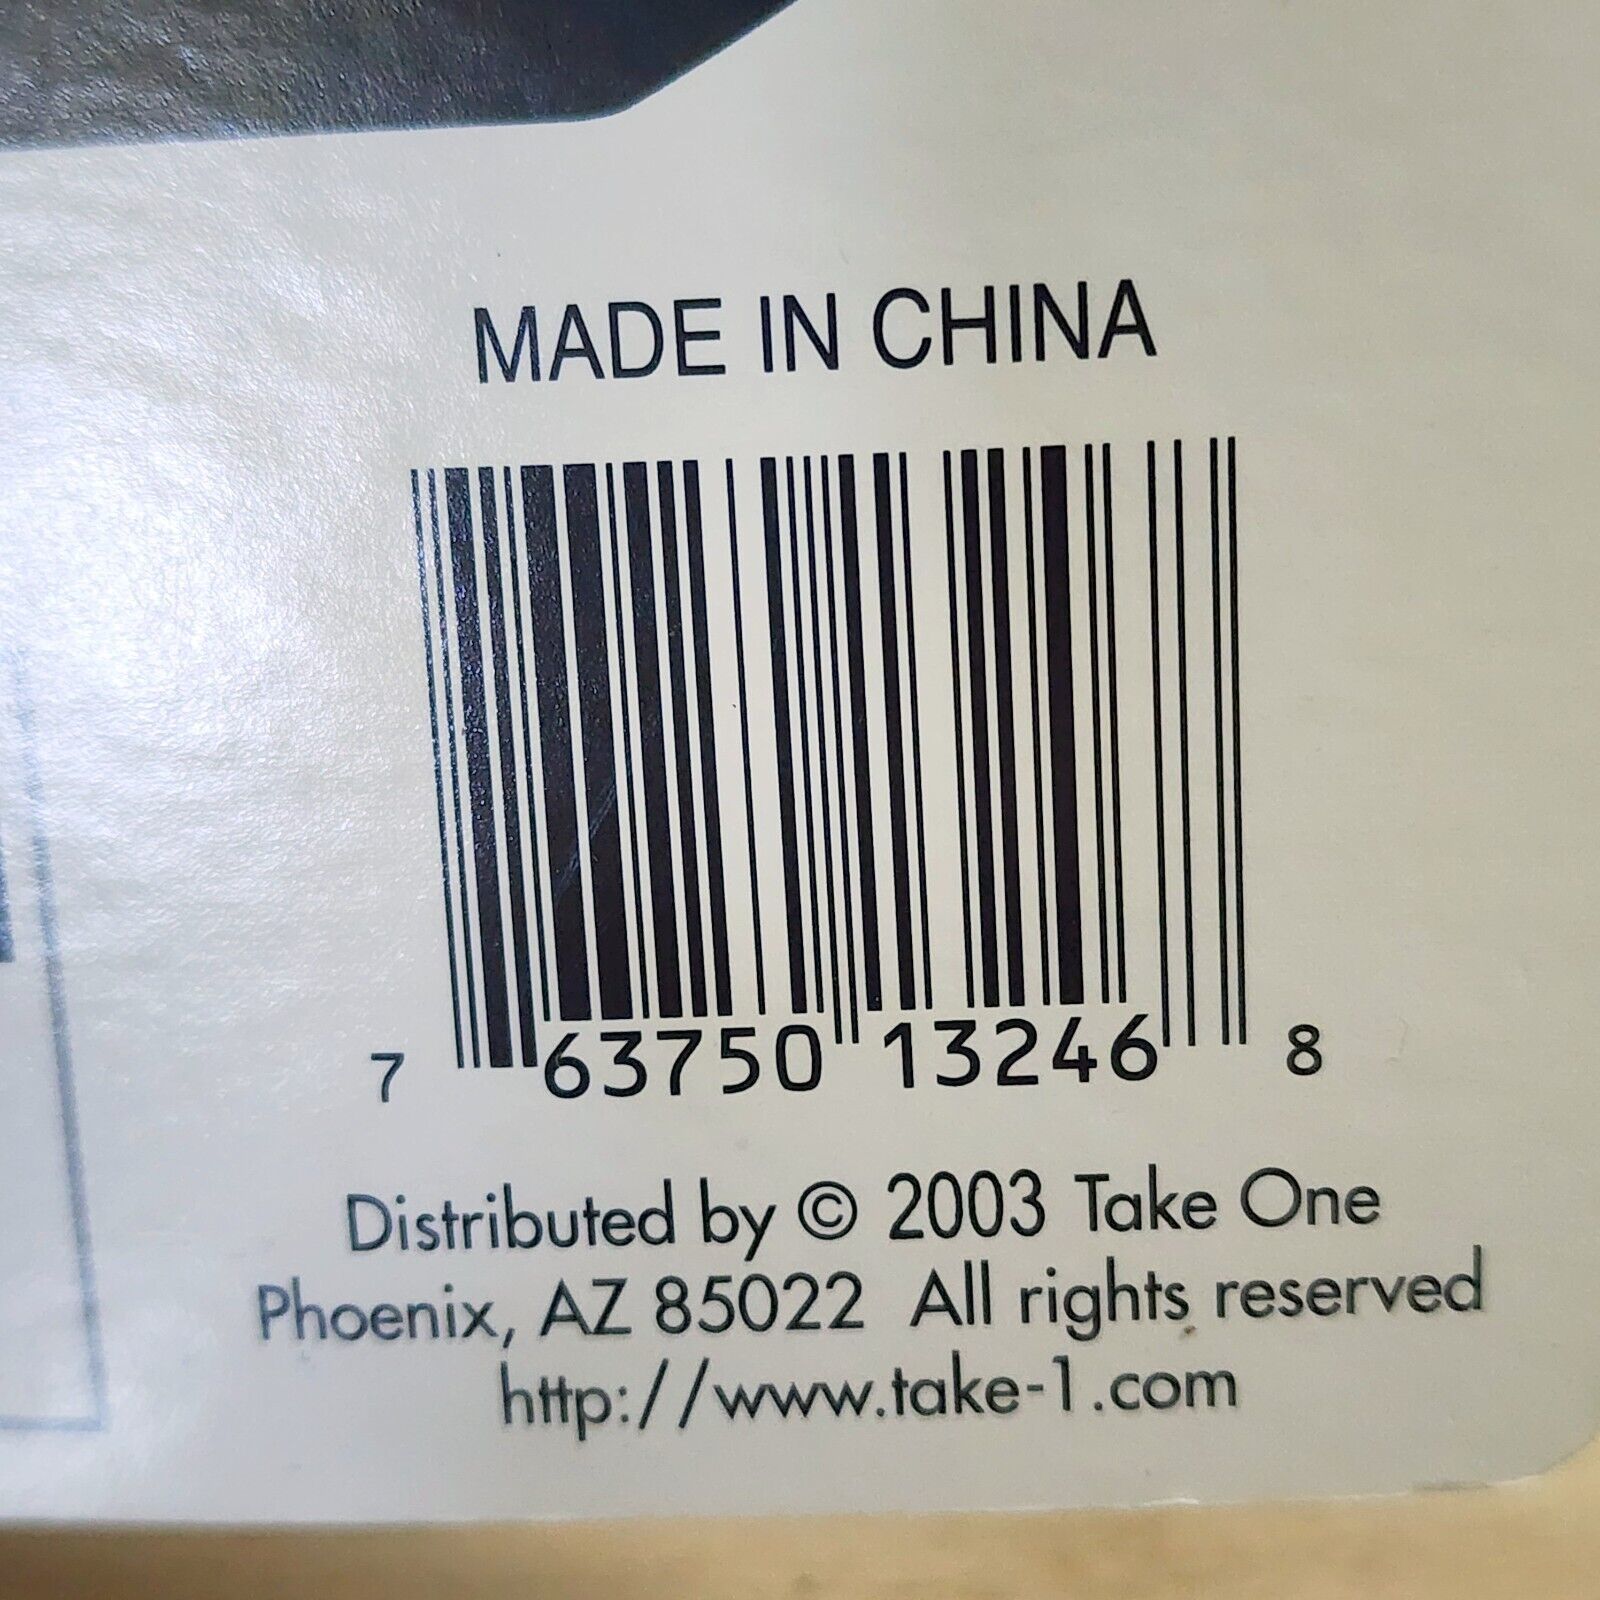 MADE IN CHINA
7 63750 13246 8
Distributed by © 2003 Take One
Phoenix, AZ 85022 All rights reserved
http://www.take-1.com